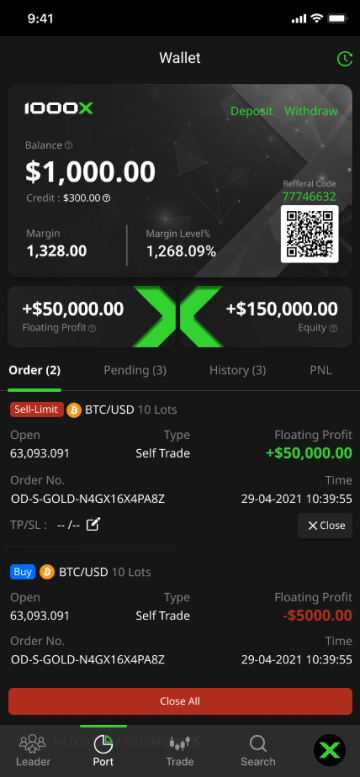 9:41
Wallet
1000X
Deposit Withdraw
Balance
$1,000.00
Credit : $300.00
Refferal Code
77746632
Margin
1,328.00
Margin Level%
1,268.09%
+$50,000.00
Floating Profit
+$150,000.00
Equity
Order (2) Pending (3) History (3) PNL
Sell-Limit BTC/USD 10 Lots
Open Type Floating Profit
63,093.091 Self Trade +$50,000.00
Order No. Time
OD-S-GOLD-N4GX16X4PA8Z 29-04-2021 10:39:55
TP/SL : -- /-- Close
Buy BTC/USD 10 Lots
Open Type Floating Profit
63,093.091 Self Trade -$5000.00
Order No. Time
OD-S-GOLD-N4GX16X4PA8Z 29-04-2021 10:39:55
Close All
Leader Port Trade Search